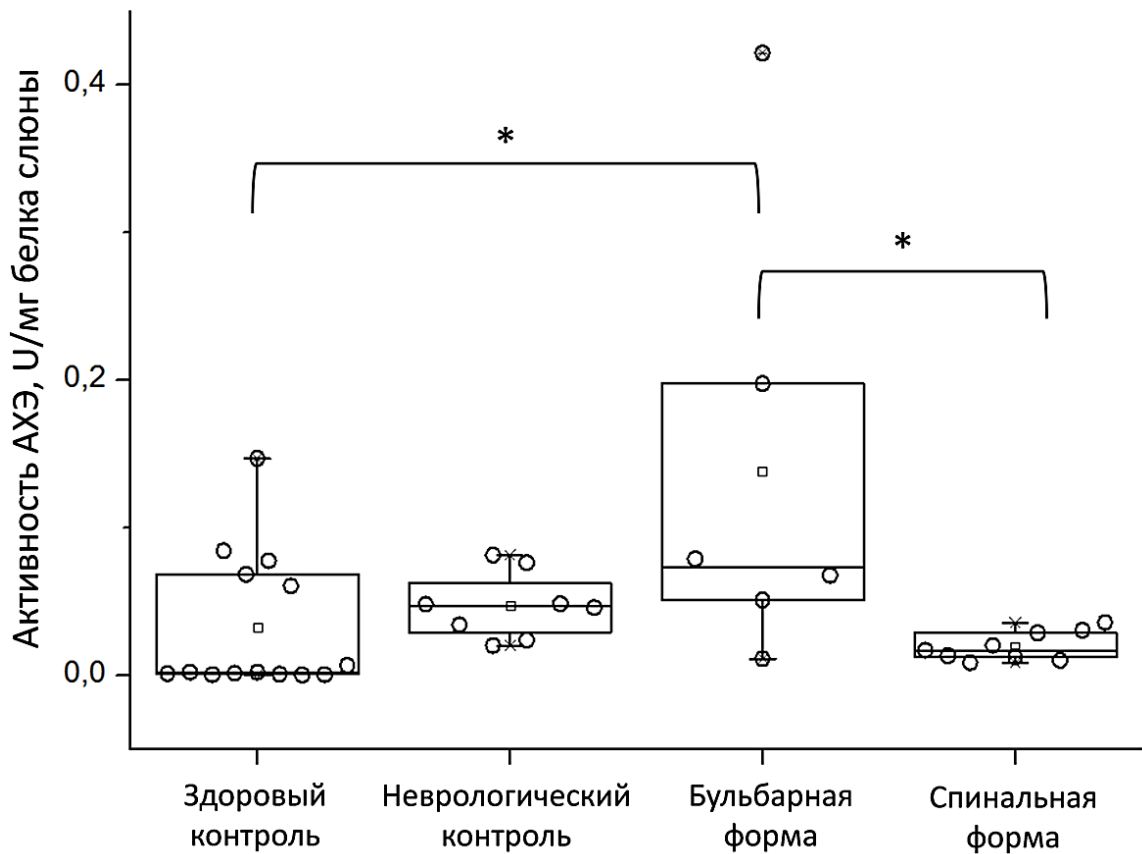 Активность АХЭ, U/мг белка слюны
0,4
0,2
0,0
*
*
Здоровый
контроль
Неврологический
контроль
Бульбарная
форма
Спинальная
форма